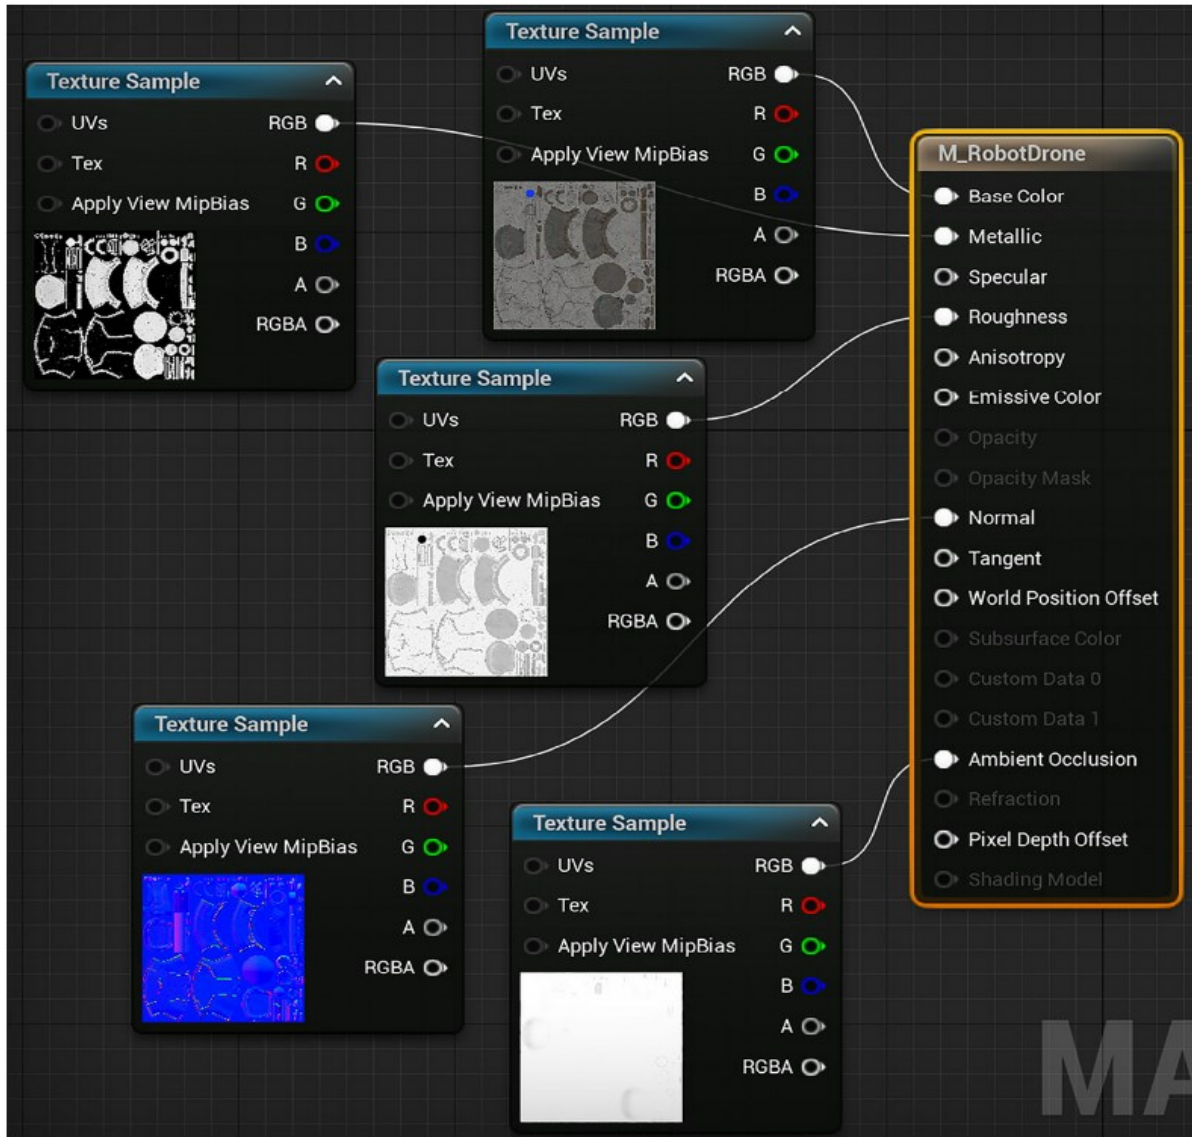 Texture Sample
UVs RGB
Tex R
Apply View MipBias G
B
A
RGBA
Texture Sample
UVs RGB
Tex R
Apply View MipBias G
B
A
RGBA
Texture Sample
UVs RGB
Tex R
Apply View MipBias G
B
A
RGBA
Texture Sample
UVs RGB
Tex R
Apply View MipBias G
B
A
RGBA
Texture Sample
UVs RGB
Tex R
Apply View MipBias G
B
A
RGBA
M_RobotDrone
Base Color
Metallic
Specular
Roughness
Anisotropy
Emissive Color
Opacity
Opacity Mask
Normal
Tangent
World Position Offset
Subsurface Color
Custom Data 0
Custom Data 1
Ambient Occlusion
Refraction
Pixel Depth Offset
Shading Model
MA